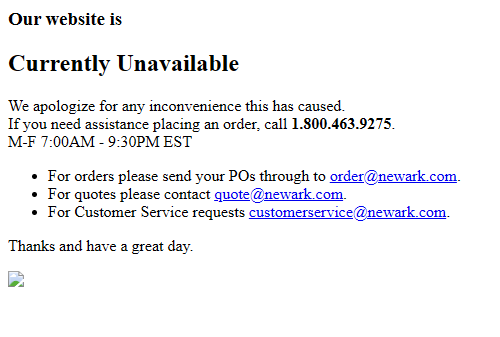 Our website is
Currently Unavailable
We apologize for any inconvenience this has caused.
If you need assistance placing an order, call 1.800.463.9275.
M-F 7:00AM - 9:30PM EST
For orders please send your POs through to order@newark.com.
For quotes please contact quote@newark.com.
For Customer Service requests customerservice@newark.com.
Thanks and have a great day.